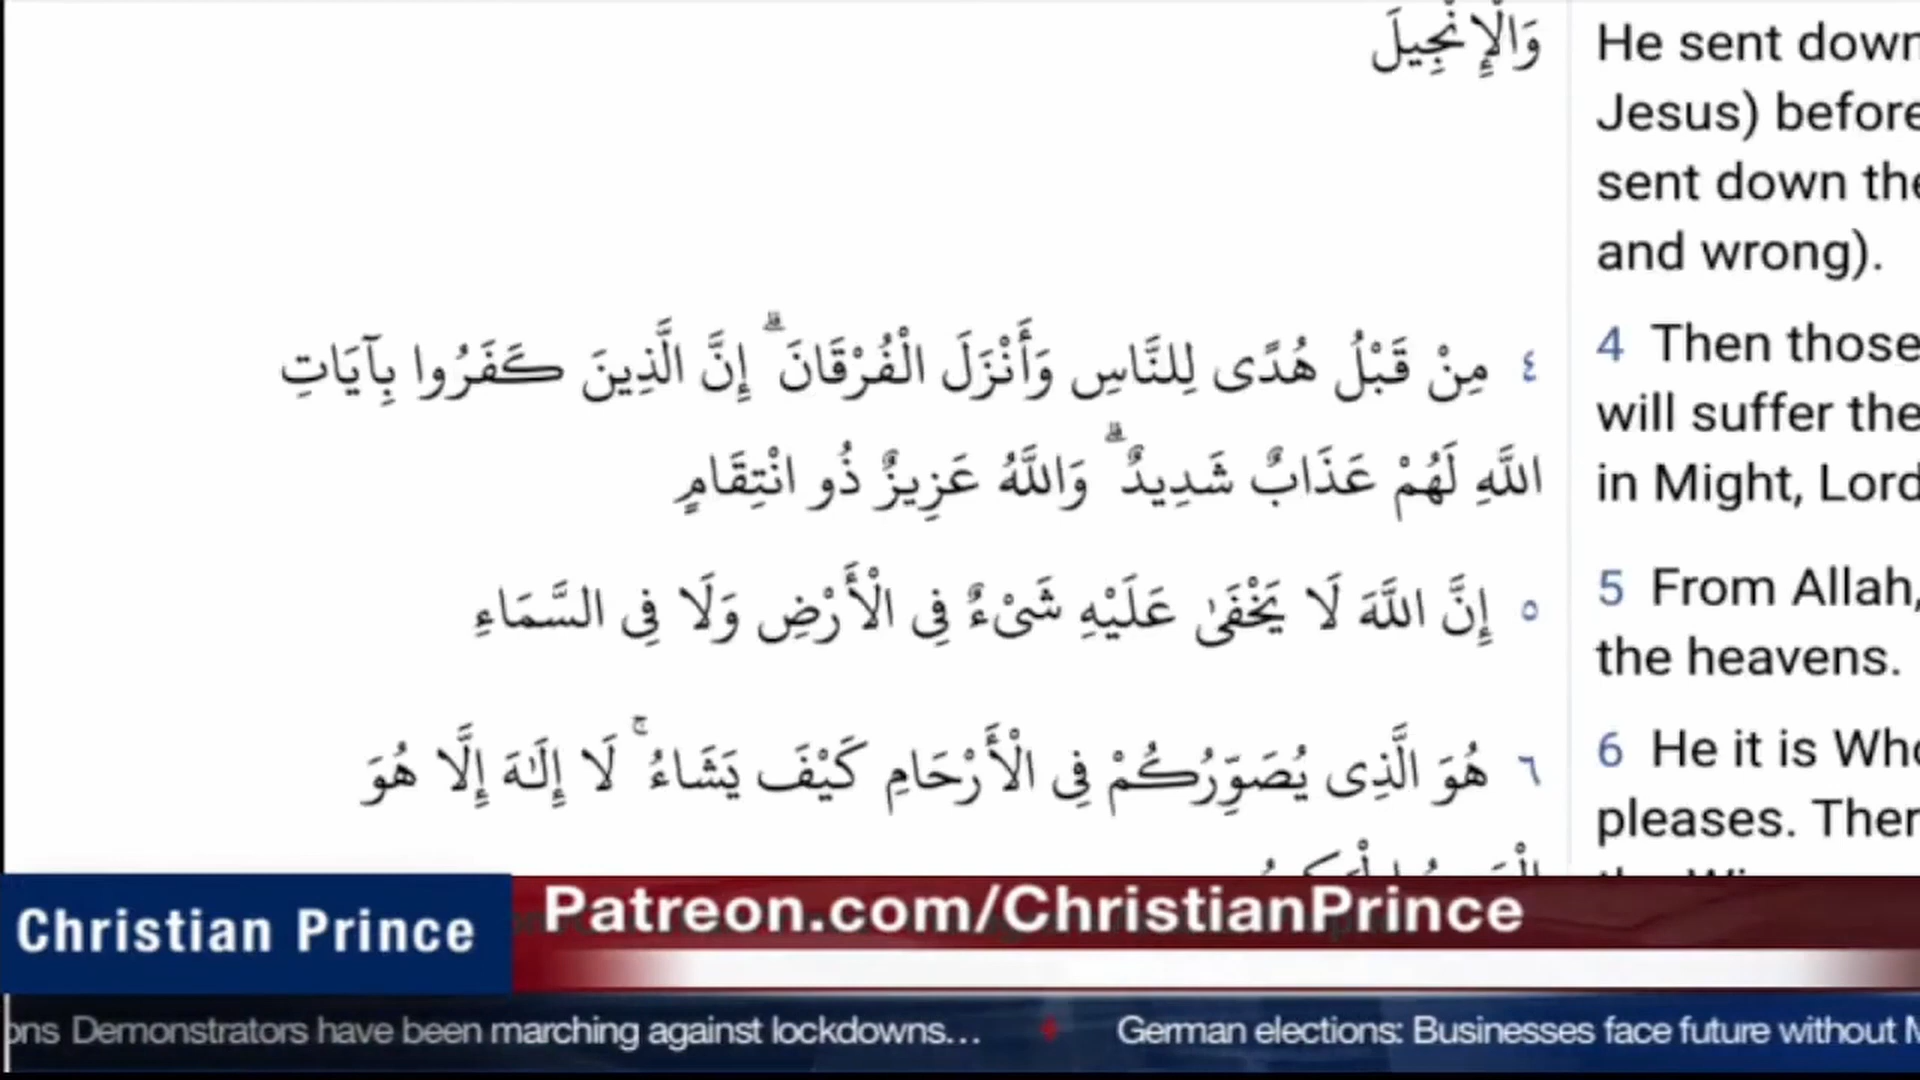 وَالْإِنْجِيلَ
٤ مِنْ قَبْلُ هُدًى لِلنَّاسِ وَأَنْزَلَ الْفُرْقَانَ ۗ إِنَّ الَّذِينَ كَفَرُوا بِآيَاتِ
اللَّهِ لَهُمْ عَذَابٌ شَدِيدٌ ۗ وَاللَّهُ عَزِيزٌ ذُو انْتِقَامٍ
٥ إِنَّ اللَّهَ لَا يَخْفَىٰ عَلَيْهِ شَىْءٌ فِى الْأَرْضِ وَلَا فِى السَّمَاءِ
٦ هُوَ الَّذِى يُصَوِّرُكُمْ فِى الْأَرْحَامِ كَيْفَ يَشَاءُ ۚ لَا إِلَـٰهَ إِلَّا هُوَ
He sent down
Jesus) before
sent down the
and wrong).
4 Then those
will suffer the
in Might, Lord
5 From Allah,
the heavens.
6 He it is Who
pleases. Ther
Christian Prince
Patreon.com/ChristianPrince
ons Demonstrators have been marching against lockdowns...
German elections: Businesses face future without M